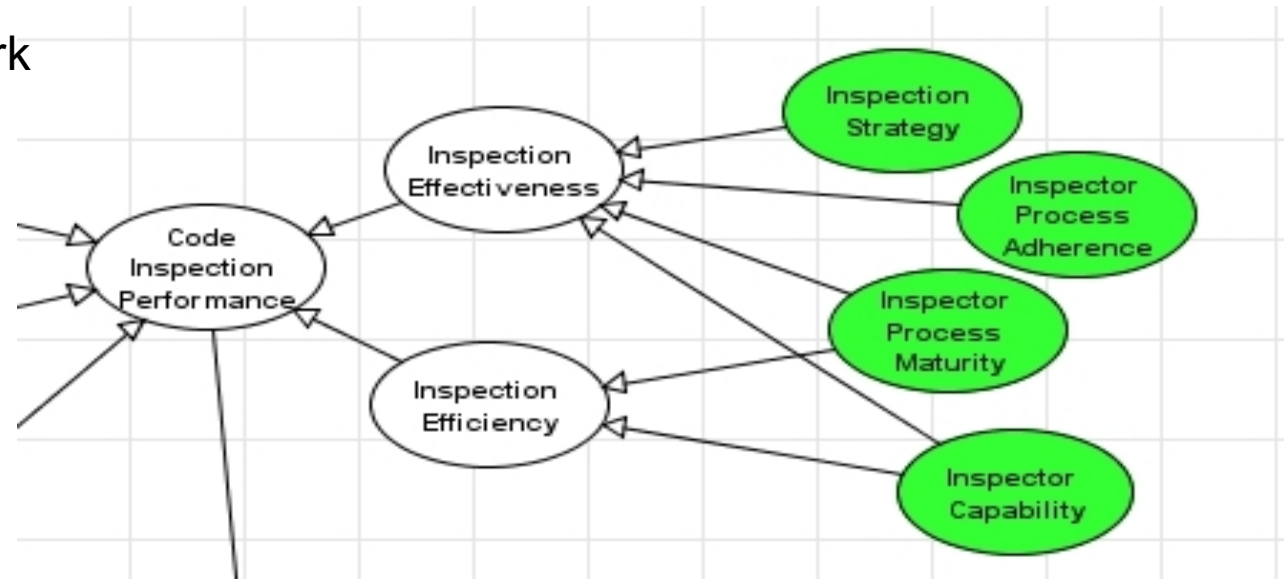 rk
Inspection
Strategy
Inspection
Effectiveness
Inspector
Process
Adherence
Code
Inspection
Performance
Inspector
Process
Maturity
Inspection
Efficiency
Inspector
Capability